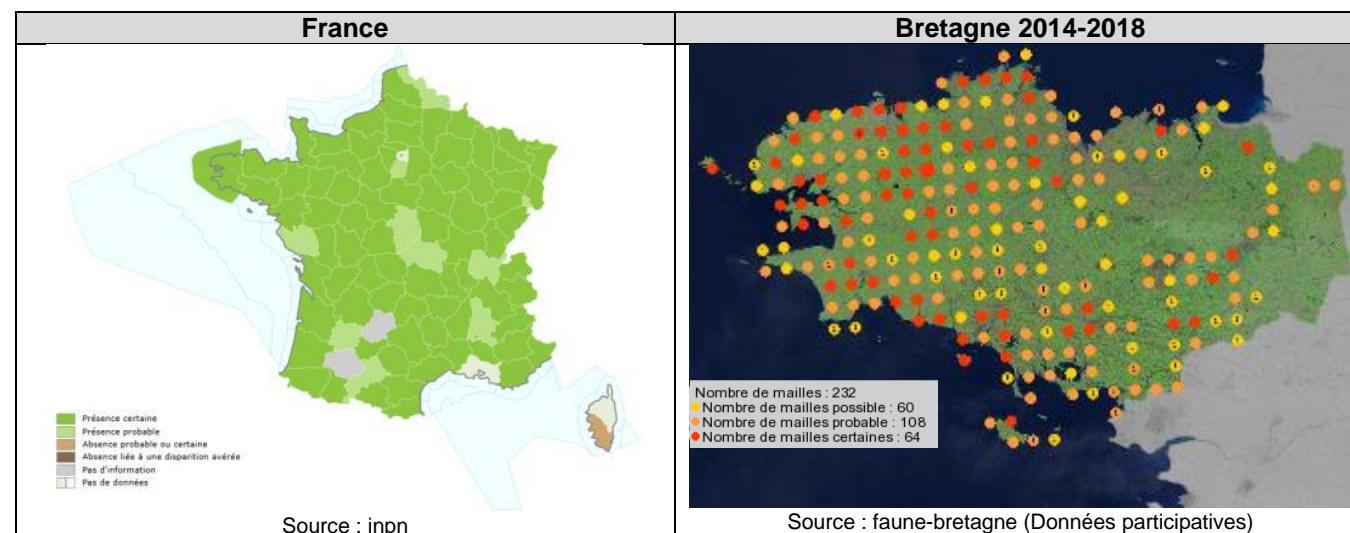 France
Bretagne 2014-2018
Présence certaine
Présence probable
Absence probable ou certaine
Absence liée à une disparition avérée
Pas d'information
Pas de données
Source : inpn
Nombre de mailles : 232
Nombre de mailles possible : 60
Nombre de mailles probable : 108
Nombre de mailles certaines : 64
Source : faune-bretagne (Données participatives)